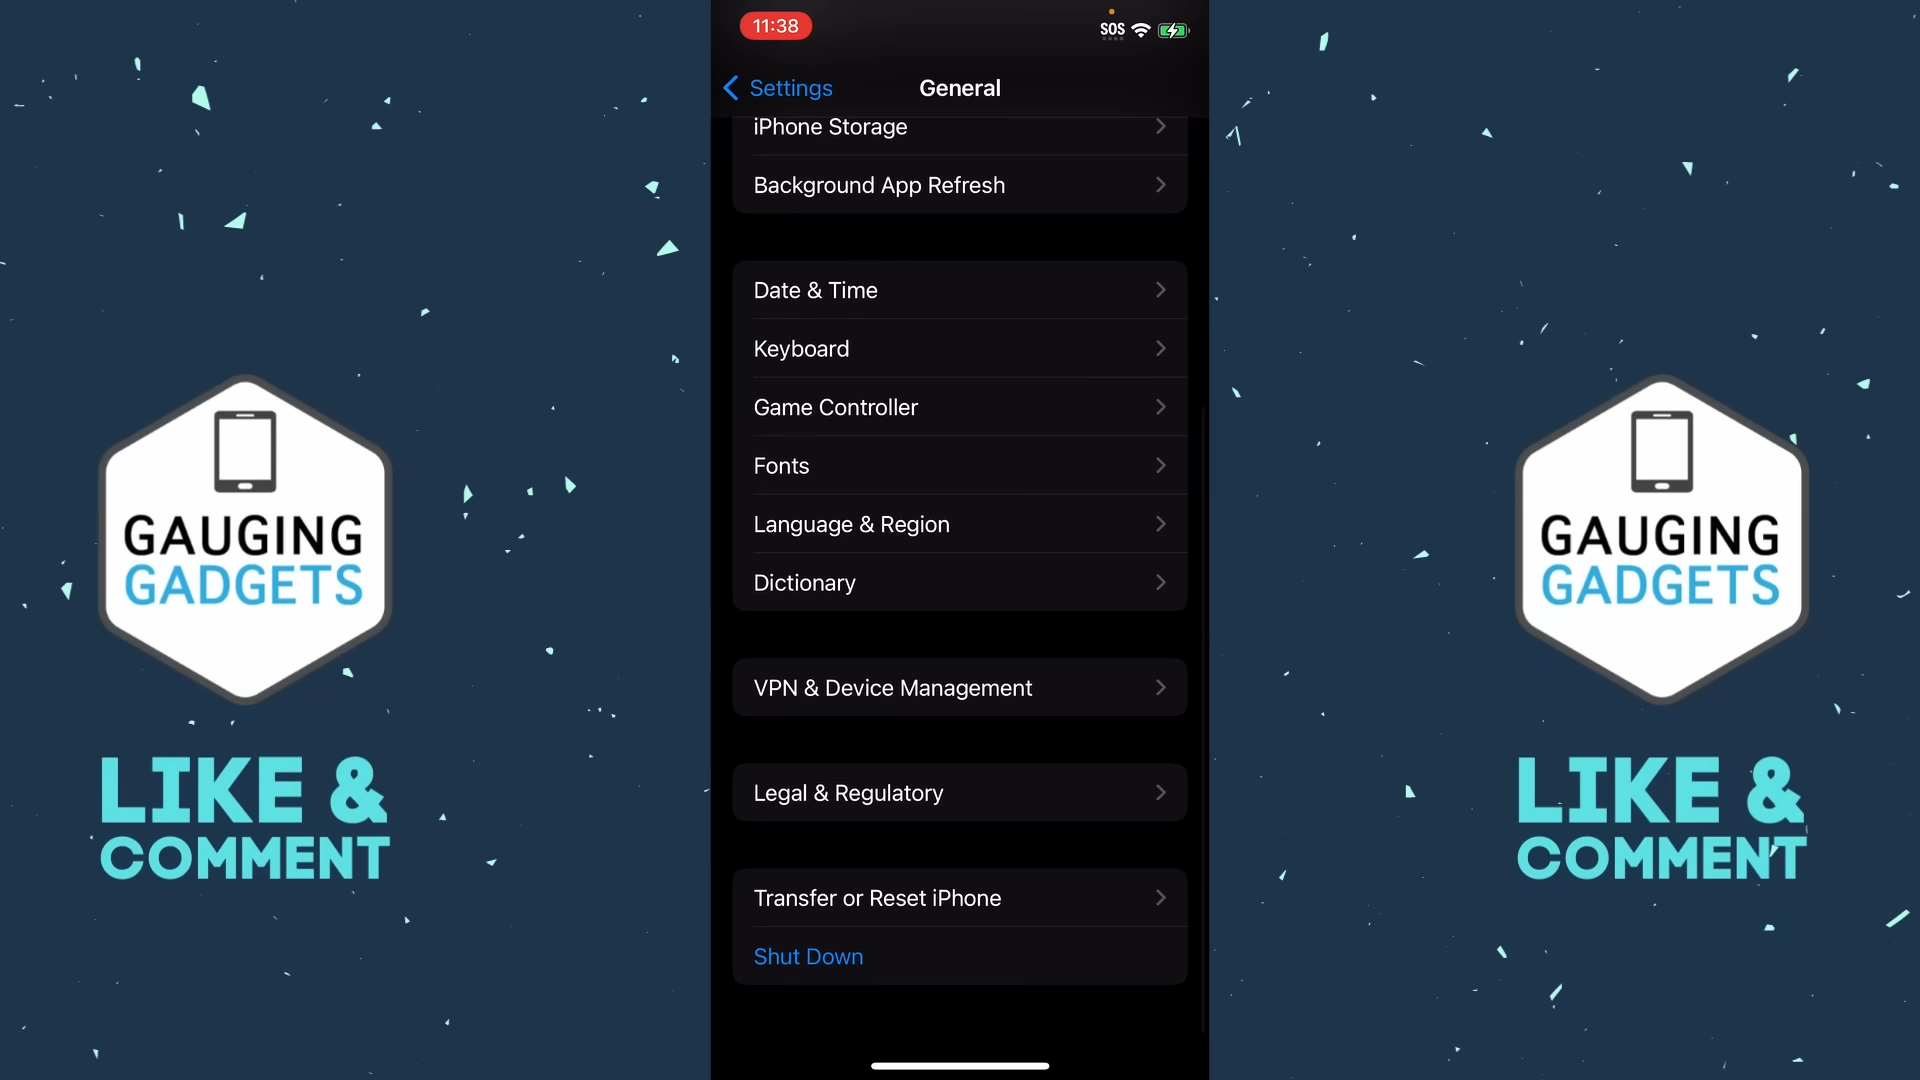 11:38
SOS
Settings
General
iPhone Storage
Background App Refresh
Date & Time
Keyboard
Game Controller
Fonts
Language & Region
Dictionary
VPN & Device Management
Legal & Regulatory
Transfer or Reset iPhone
Shut Down
GAUGING
GADGETS
LIKE &
COMMENT
GAUGING
GADGETS
LIKE &
COMMENT